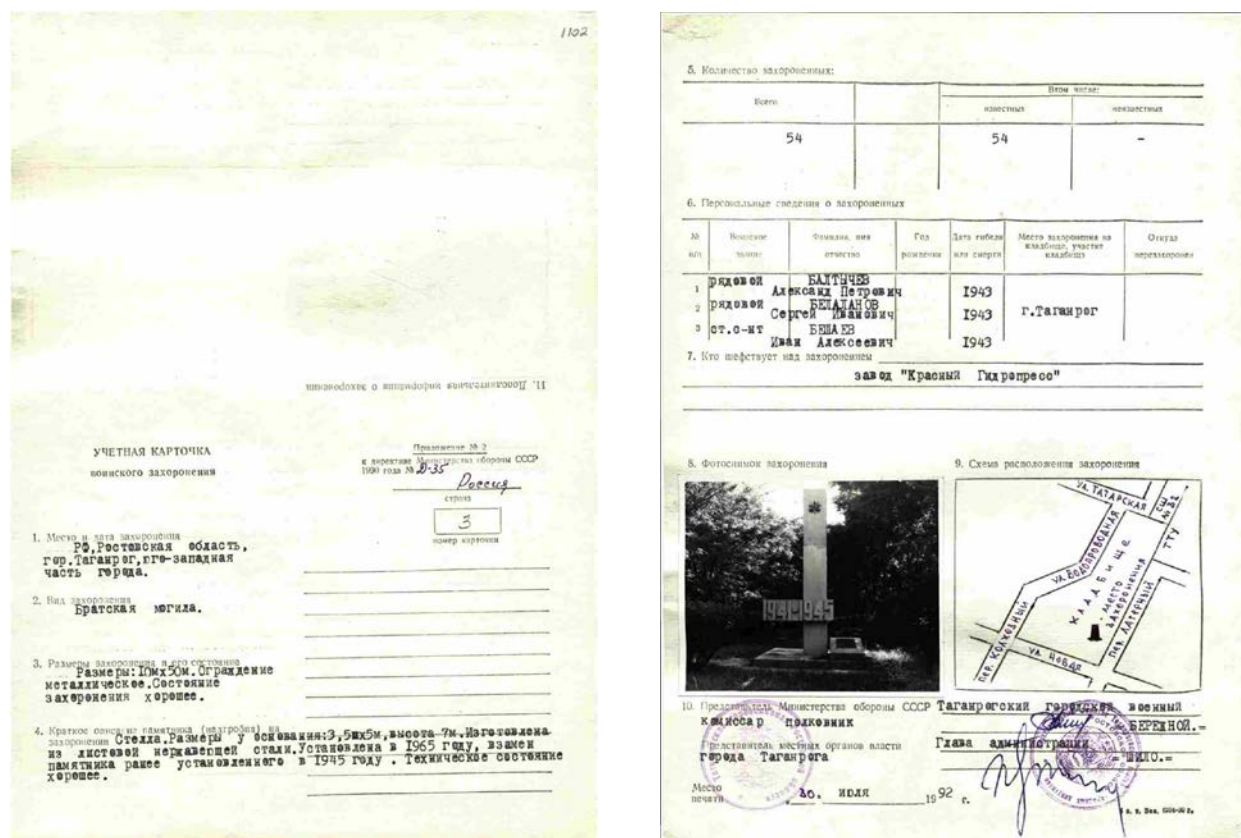 1102
11. Дополнительная информация о захоронении
УЧЕТНАЯ КАРТОЧКА
воинского захоронения
Приложение № 2
к директиве Министерства обороны СССР
1990 года № Д-35
Россия
страна
3
номер карточки
1. Место и дата захоронения
РФ,Ростовская область,
гор.Таганрог,юго-западная
часть города.
2. Вид захоронения
Братская могила.
3. Размеры захоронения и его состояние
Размеры:10мх50м.Ограждение
металлическое.Состояние
захоронения хорошее.
4. Краткое описание памятника (надгробия) на
захоронении Стелла.Размеры у основания:3,5мх5м,высота 7м.Изготовлена
из листовой нержавеющей стали.Установлена в 1965 году, взамен
памятника ранее установленного в 1945 году . Техническое состояние
хорошее.
5. Количество захороненных:
Всего
В том числе:
известных
неизвестных
54
54
-
6. Персональные сведения о захороненных
№ п/п
Воинское звание
Фамилия, имя отчество
Год рождения
Дата гибели или смерти
Место захоронения на кладбище, участке кладбища
Откуда перезахоронен
1 рядовой БАЛТЫЧЕВ
Александ Петрович 1943
2 рядовой БЕЛАЛАНОВ
Сергей Иванович 1943 г.Таганрог
3 ст.с-нт БЕШАЕВ
Иван Алексеевич 1943
7. Кто шефствует над захоронением
завод "Красный Гидропресс"
8. Фотоснимок захоронения
9. Схема расположения захоронения
1941-1945
УЛ. ТАТАРСКАЯ
СШ № 32
ТТУ
УЛ. ВОДОПРОВОДНАЯ
КЛАДБИЩЕ
место захоронения
ПЕР. КОЛХОЗНЫЙ
УЛ. НОВАЯ
ПЕР. ЛАГЕРНЫЙ
10. Представитель Министерства обороны СССР Таганрогский городской военный
комиссар полковник БЕРЕЖНОЙ.=
Представитель местных органов власти Глава администрации
города Таганрога ШИЛО.=
Место
печати 20. ИЮЛЯ 1992 г.